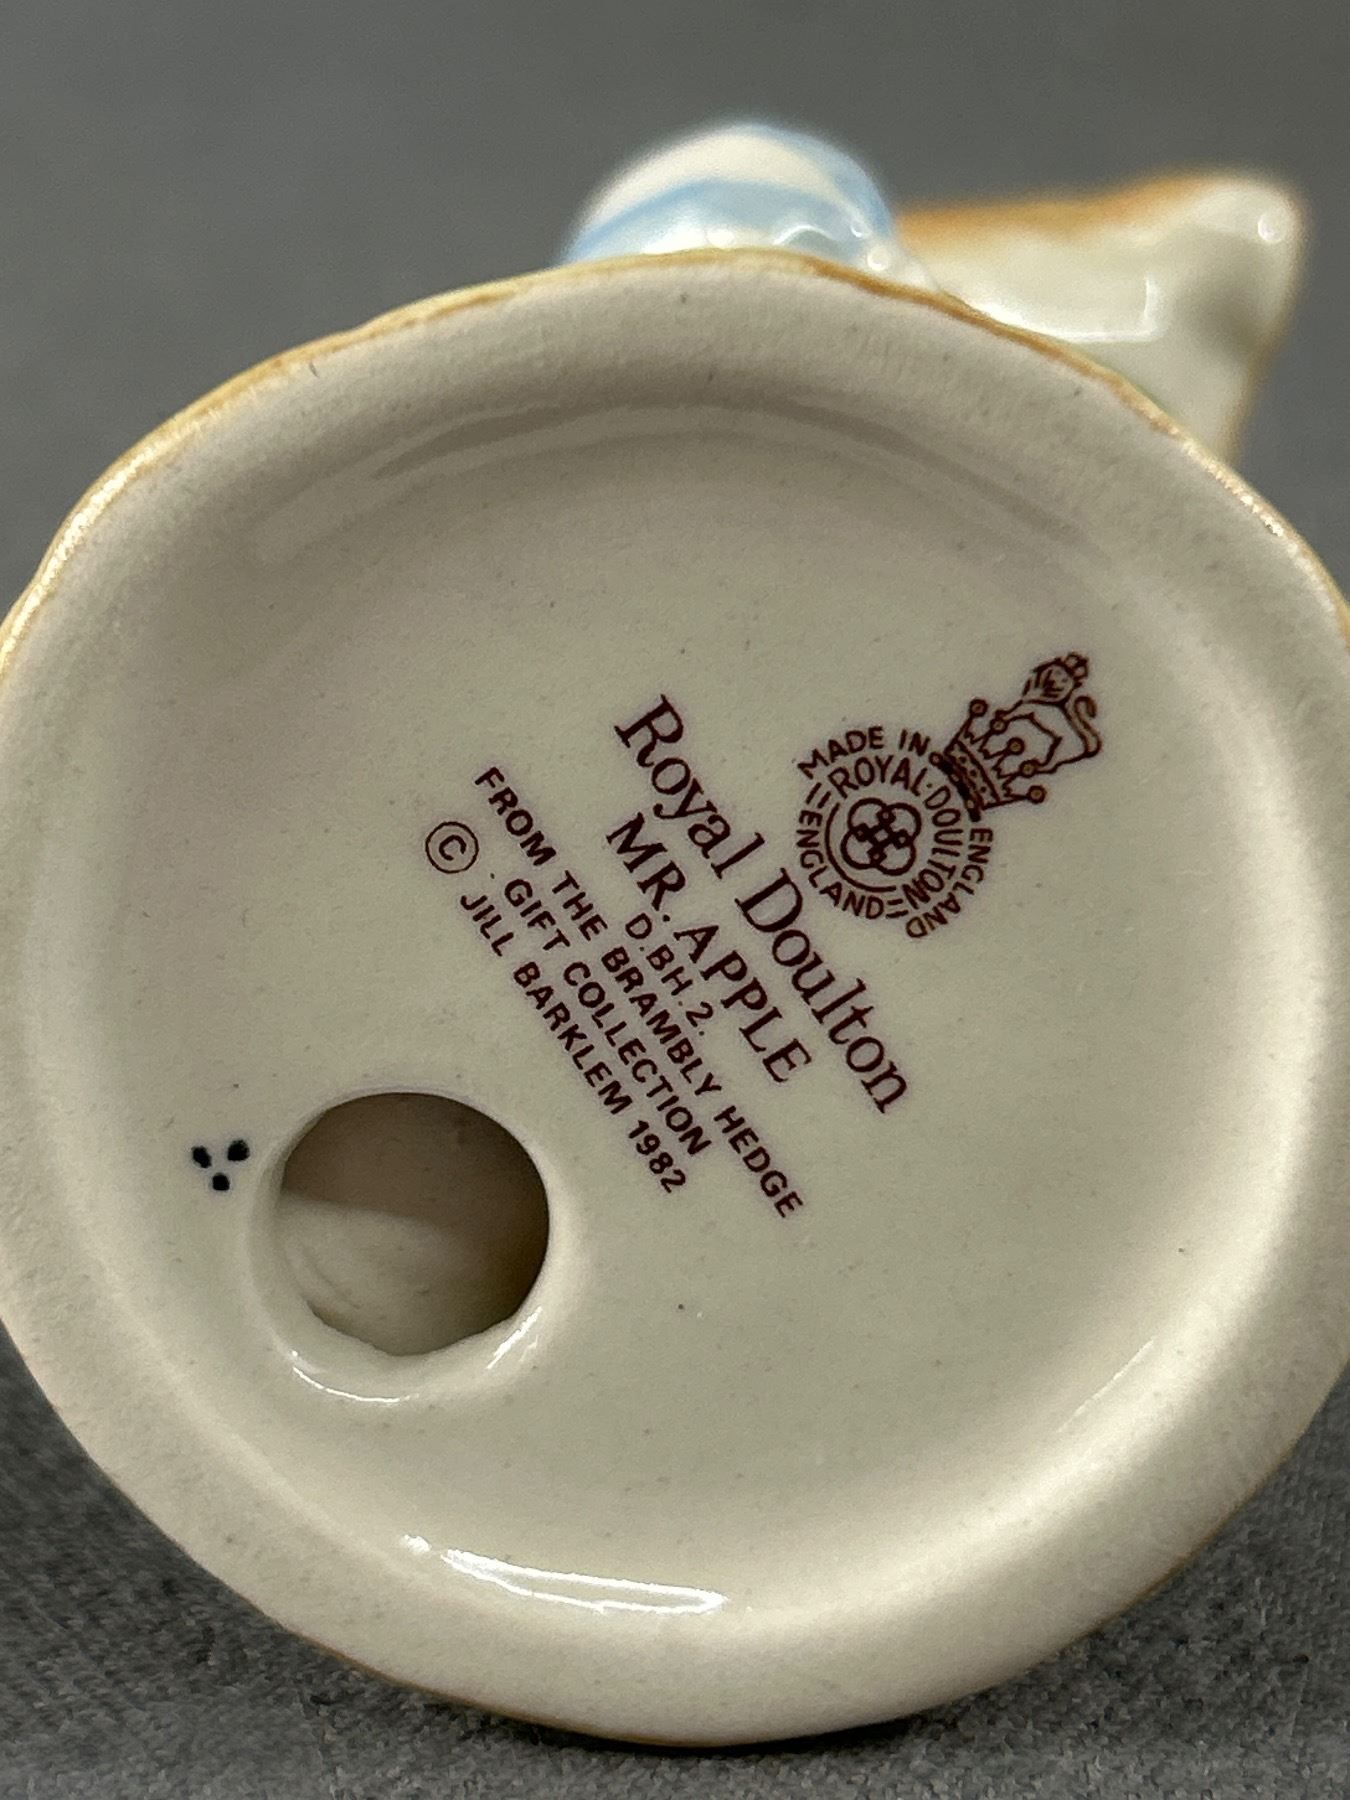 MADE IN ENGLAND
ROYAL·DOULTON
ENGLAND
Royal Doulton
MR. APPLE
D.BH.2.
FROM THE BRAMBLY HEDGE
GIFT COLLECTION
© JILL BARKLEM 1982